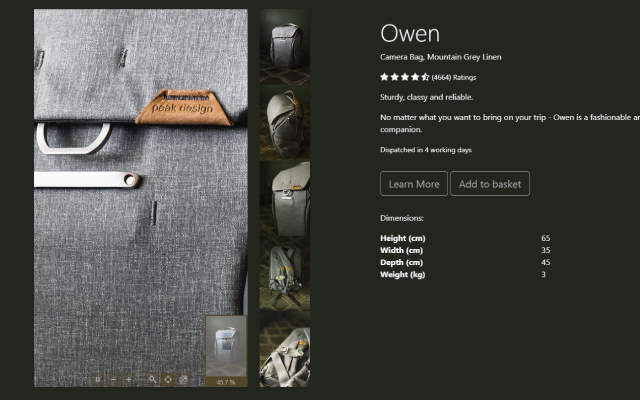 peak design
45.7 %
Owen
Camera Bag, Mountain Grey Linen
(4664) Ratings
Sturdy, classy and reliable.
No matter what you want to bring on your trip - Owen is a fashionable
companion.
Dispatched in 4 working days
Learn More
Add to basket
Dimensions:
Height (cm) 65
Width (cm) 35
Depth (cm) 45
Weight (kg) 3